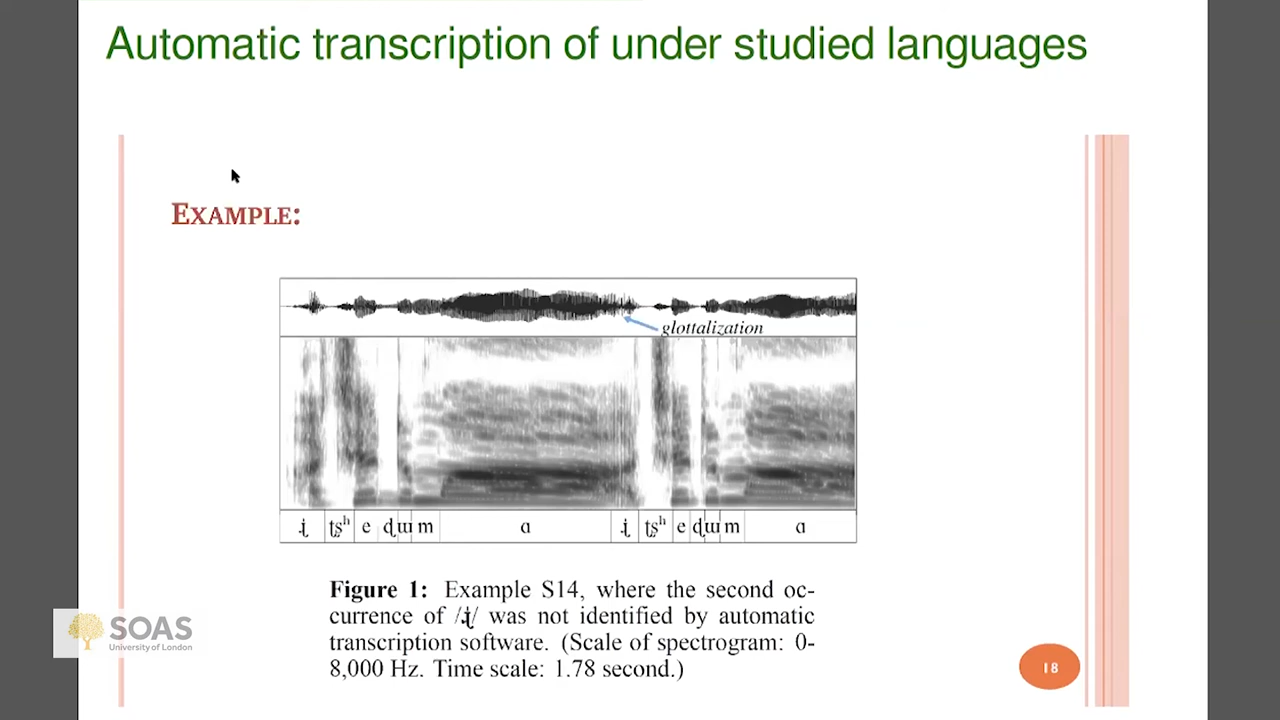 Automatic transcription of under studied languages
EXAMPLE:
glottalization
ʈʂʰ e ɖ ɯ m ɑ ʈʂʰ e ɖ ɯ m ɑ
Figure 1: Example S14, where the second oc-
currence of was not identified by automatic
transcription software. (Scale of spectrogram: 0-
8,000 Hz. Time scale: 1.78 second.)
SOAS
University of London
18